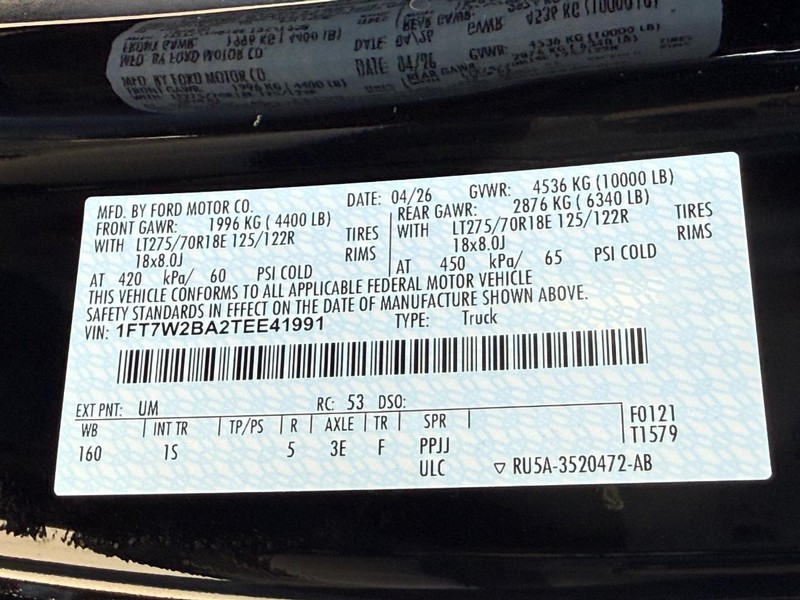 MFD. BY FORD MOTOR CO. DATE: 04/26 GVWR: 4536 KG (10000 LB)
FRONT GAWR: 1996 KG ( 4400 LB) REAR GAWR: 2876 KG ( 6340 LB)
WITH LT275/70R18E 125/122R TIRES WITH LT275/70R18E 125/122R TIRES
18x8.0J RIMS 18x8.0J RIMS
AT 420 kPa/ 60 PSI COLD AT 450 kPa/ 65 PSI COLD
THIS VEHICLE CONFORMS TO ALL APPLICABLE FEDERAL MOTOR VEHICLE
SAFETY STANDARDS IN EFFECT ON THE DATE OF MANUFACTURE SHOWN ABOVE.
VIN: 1FT7W2BA2TEE41991 TYPE: Truck
EXT PNT: UM RC: 53 DSO:
WB INT TR TP/PS R AXLE TR SPR F0121
160 1S 5 3E F PPJJ T1579
ULC RU5A-3520472-AB